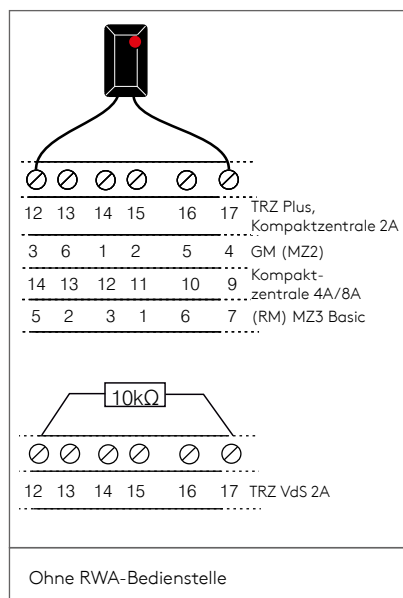 12 13 14 15 16 17 TRZ Plus,
Kompaktzentrale 2A
3 6 1 2 5 4 GM (MZ2)
14 13 12 11 10 9 Kompakt-
zentrale 4A/8A
5 2 3 1 6 7 (RM) MZ3 Basic
10kΩ
12 13 14 15 16 17 TRZ VdS 2A
Ohne RWA-Bedienstelle